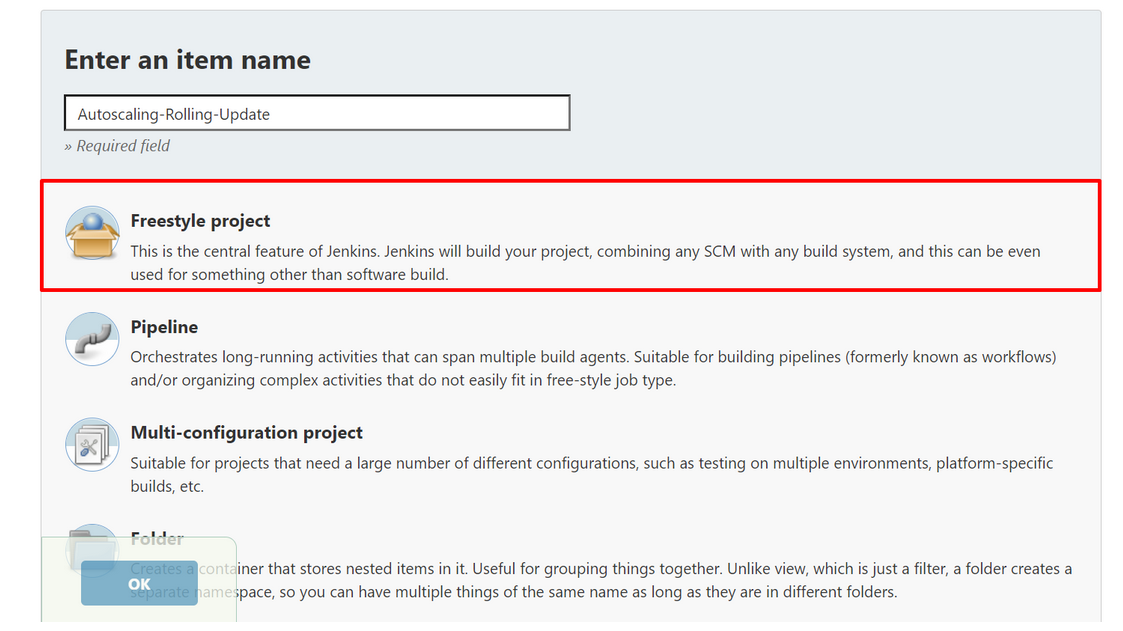 Enter an item name
Autoscaling-Rolling-Update
» Required field
Freestyle project
This is the central feature of Jenkins. Jenkins will build your project, combining any SCM with any build system, and this can be even
used for something other than software build.
Pipeline
Orchestrates long-running activities that can span multiple build agents. Suitable for building pipelines (formerly known as workflows)
and/or organizing complex activities that do not easily fit in free-style job type.
Multi-configuration project
Suitable for projects that need a large number of different configurations, such as testing on multiple environments, platform-specific
builds, etc.
Folder
Creates a container that stores nested items in it. Useful for grouping things together. Unlike view, which is just a filter, a folder creates a
separate namespace, so you can have multiple things of the same name as long as they are in different folders.
OK